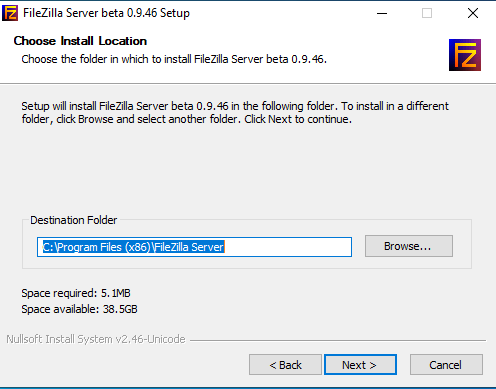 FileZilla Server beta 0.9.46 Setup
Choose Install Location
Choose the folder in which to install FileZilla Server beta 0.9.46.
FZ
Setup will install FileZilla Server beta 0.9.46 in the following folder. To install in a different
folder, click Browse and select another folder. Click Next to continue.
Destination Folder
C:\Program Files (x86)\FileZilla Server
Browse...
Space required: 5.1MB
Space available: 38.5GB
Nullsoft Install System v2.46-Unicode
< Back
Next >
Cancel